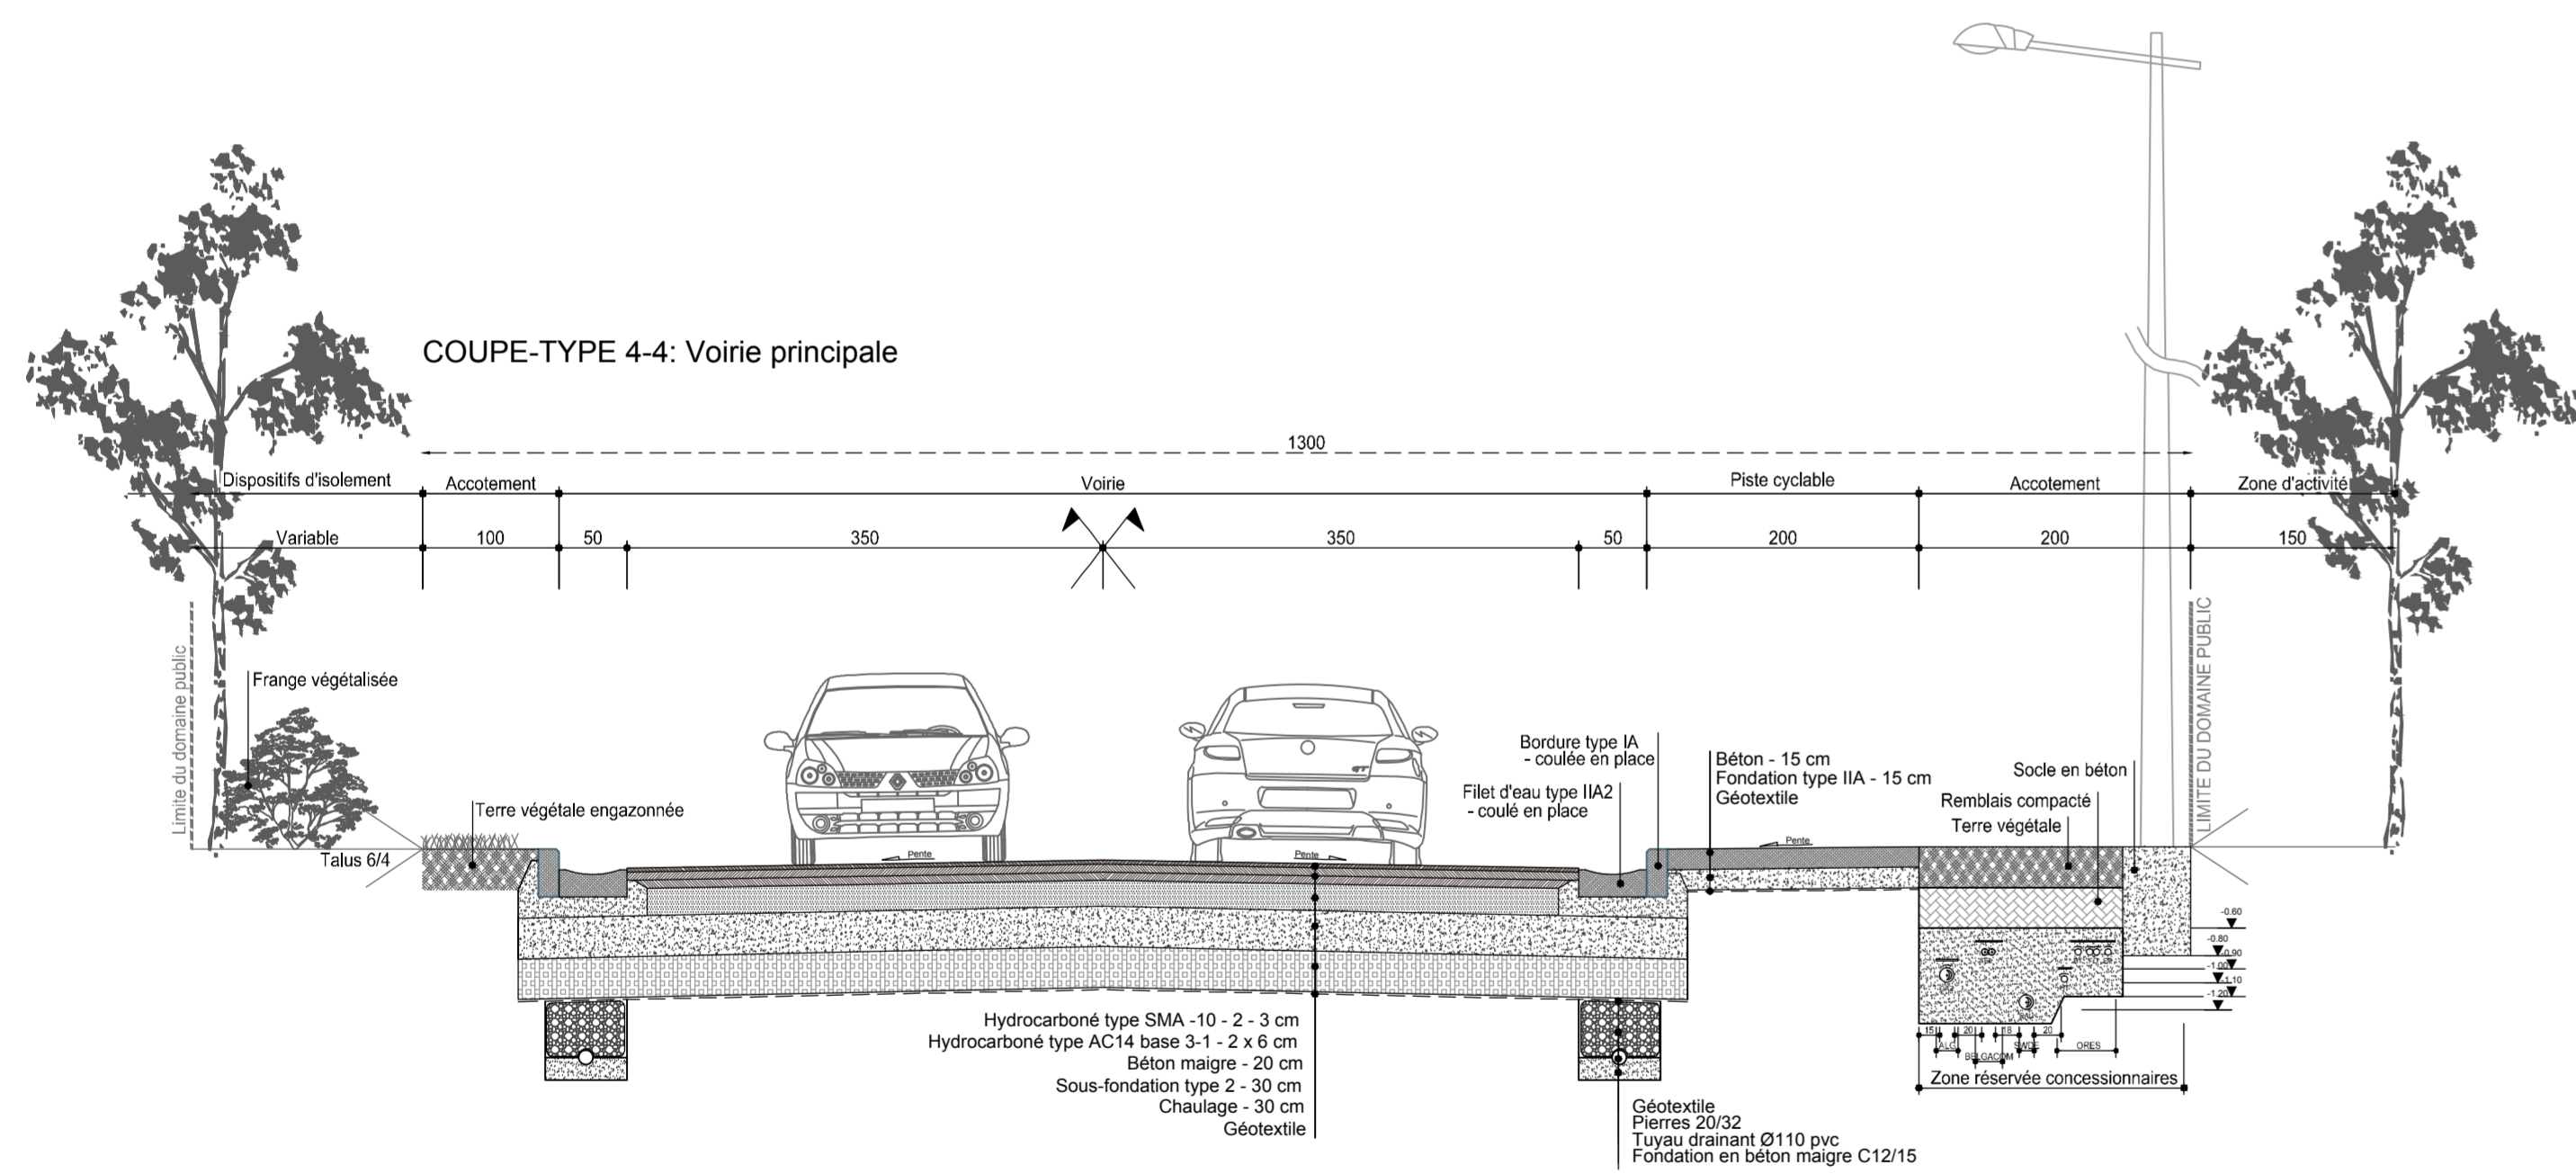 COUPE-TYPE 4-4: Voirie principale
1300
Dispositifs d'isolement
Accotement
Voirie
Piste cyclable
Accotement
Zone d'activité
Variable
100
50
350
350
50
200
200
150
Limite du domaine public
Frange végétalisée
Talus 6/4
Terre végétale engazonnée
Pente
Pente
Bordure type IA
- coulée en place
Filet d'eau type IIA2
- coulé en place
Béton - 15 cm
Fondation type IIA - 15 cm
Géotextile
Pente
Socle en béton
Remblais compacté
Terre végétale
LIMITE DU DOMAINE PUBLIC
-0.60
-0.80
-0.90
-1.00
-1.10
-1.20
15
20
18
20
ALG
BELGACOM
SWDE
ORES
Zone réservée concessionnaires
Hydrocarboné type SMA -10 - 2 - 3 cm
Hydrocarboné type AC14 base 3-1 - 2 x 6 cm
Béton maigre - 20 cm
Sous-fondation type 2 - 30 cm
Chaulage - 30 cm
Géotextile
Géotextile
Pierres 20/32
Tuyau drainant Ø110 pvc
Fondation en béton maigre C12/15